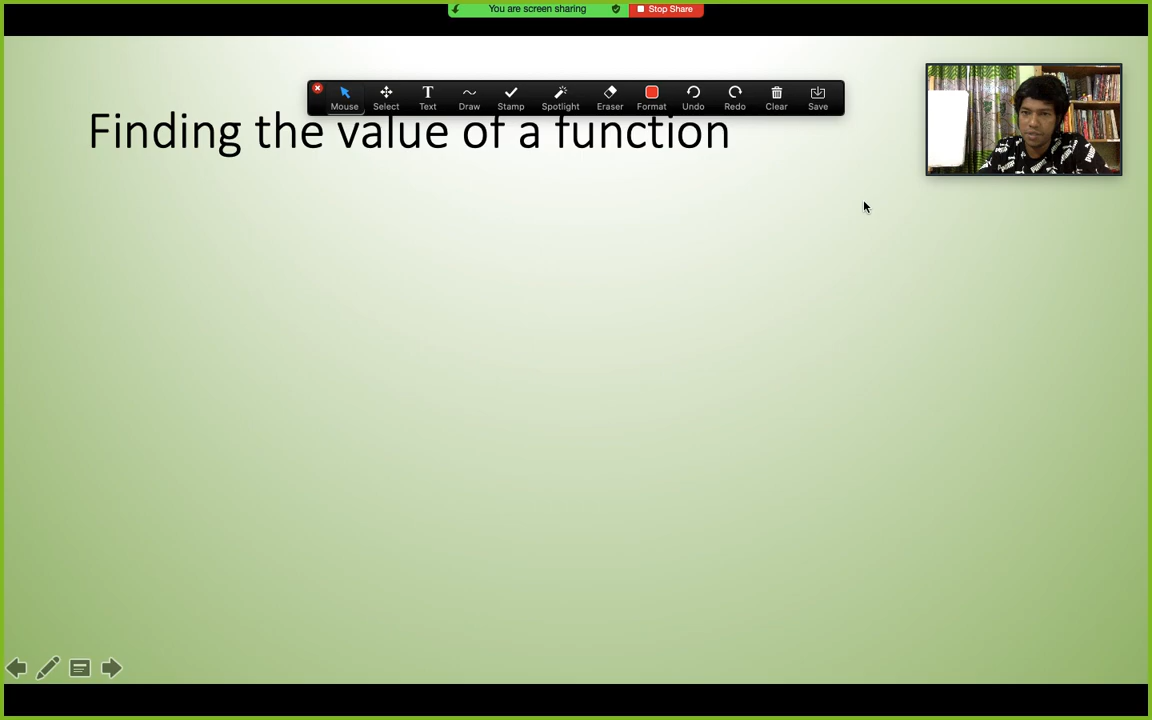 You are screen sharing Stop Share
Mouse Select Text Draw Stamp Spotlight Eraser Format Undo Redo Clear Save
Finding the value of a function